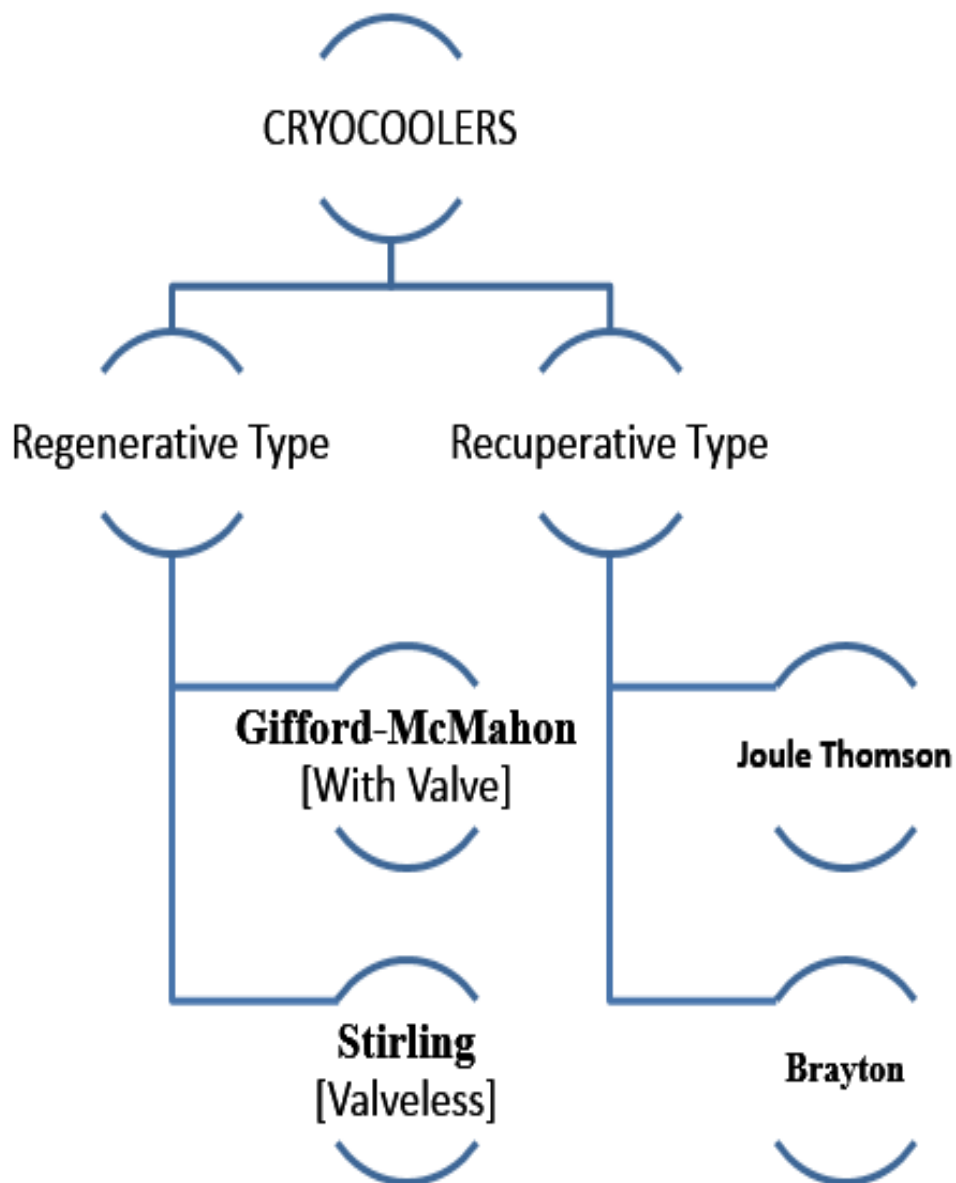 CRYOCOOLERS
Regenerative Type
Recuperative Type
Gifford-McMahon
[With Valve]
Joule Thomson
Stirling
[Valveless]
Brayton